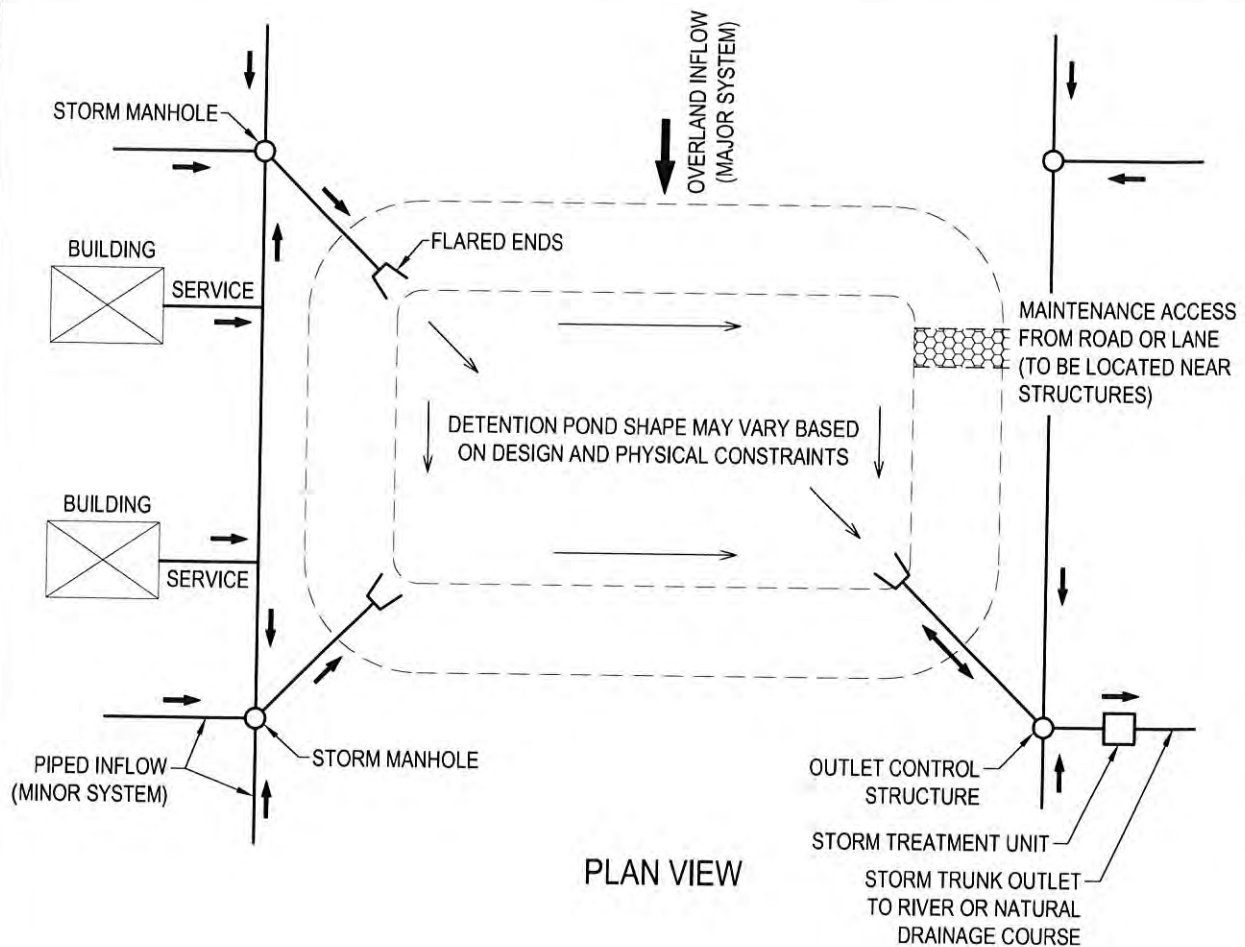 OVERLAND INFLOW
(MAJOR SYSTEM)
STORM MANHOLE
FLARED ENDS
BUILDING
SERVICE
MAINTENANCE ACCESS
FROM ROAD OR LANE
(TO BE LOCATED NEAR
STRUCTURES)
DETENTION POND SHAPE MAY VARY BASED
ON DESIGN AND PHYSICAL CONSTRAINTS
BUILDING
SERVICE
PIPED INFLOW
(MINOR SYSTEM)
STORM MANHOLE
OUTLET CONTROL
STRUCTURE
STORM TREATMENT UNIT
STORM TRUNK OUTLET
TO RIVER OR NATURAL
DRAINAGE COURSE
PLAN VIEW